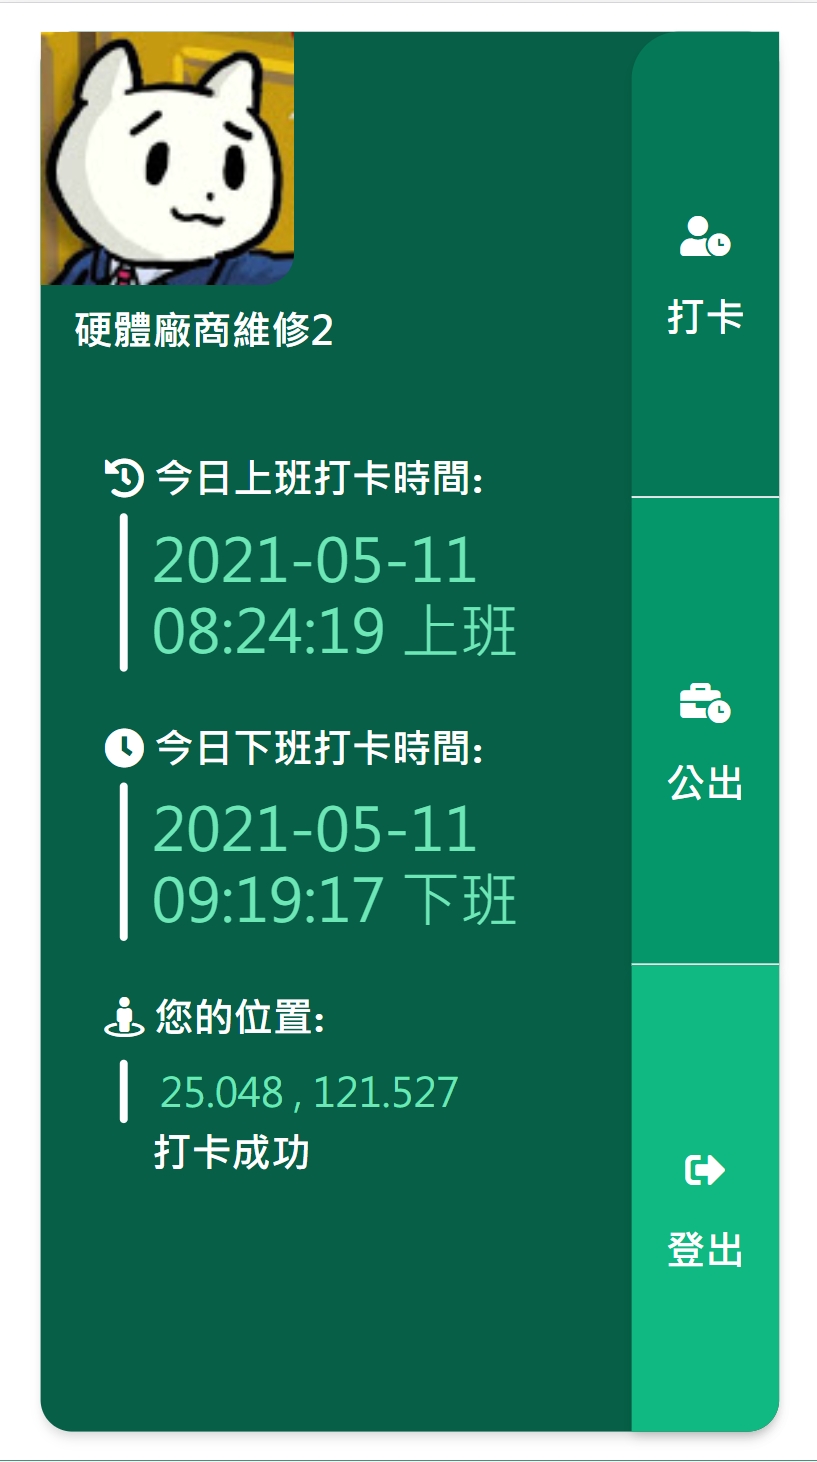 硬體廠商維修2
今日上班打卡時間:
2021-05-11
08:24:19 上班
今日下班打卡時間:
2021-05-11
09:19:17 下班
您的位置:
25.048 , 121.527
打卡成功
打卡
公出
登出